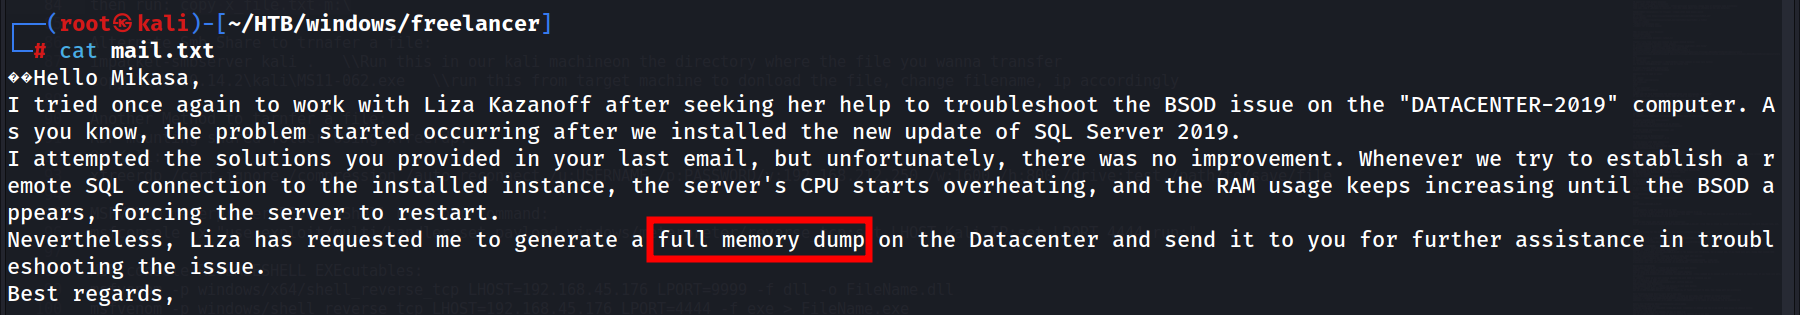 ┌──(root㉿kali)-[~/HTB/windows/freelancer]
└─# cat mail.txt
��Hello Mikasa,
I tried once again to work with Liza Kazanoff after seeking her help to troubleshoot the BSOD issue on the "DATACENTER-2019" computer. A
s you know, the problem started occurring after we installed the new update of SQL Server 2019.
I attempted the solutions you provided in your last email, but unfortunately, there was no improvement. Whenever we try to establish a r
emote SQL connection to the installed instance, the server's CPU starts overheating, and the RAM usage keeps increasing until the BSOD a
ppears, forcing the server to restart.
Nevertheless, Liza has requested me to generate a full memory dump on the Datacenter and send it to you for further assistance in troubl
eshooting the issue.
Best regards,